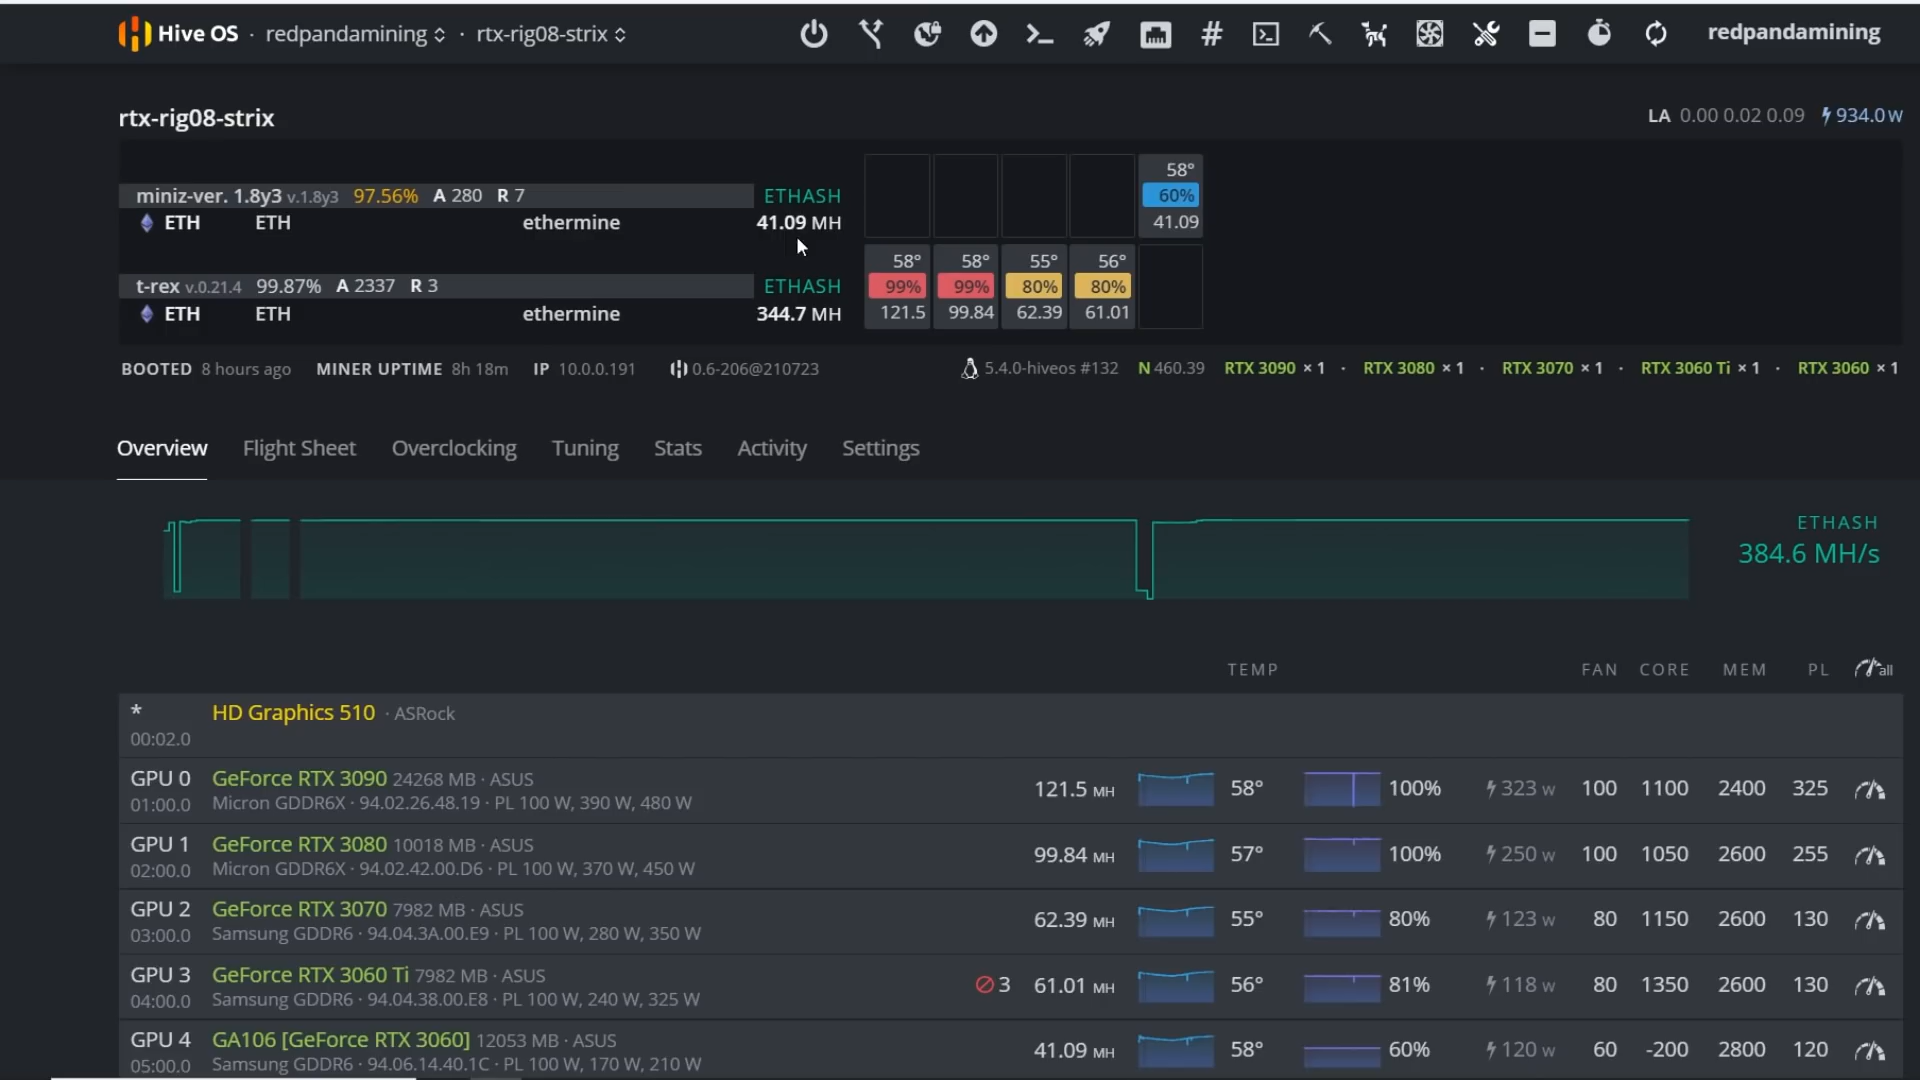 Hive OS · redpandamining · rtx-rig08-strix redpandamining
rtx-rig08-strix LA 0.00 0.02 0.09 934.0 W
58°
miniz-ver. 1.8y3 v.1.8y3 97.56% A 280 R 7 ETHASH 60%
ETH ETH ethermine 41.09 MH 41.09
58° 58° 55° 56°
t-rex v.0.21.4 99.87% A 2337 R 3 ETHASH 99% 99% 80% 80%
ETH ETH ethermine 344.7 MH 121.5 99.84 62.39 61.01
BOOTED 8 hours ago MINER UPTIME 8h 18m IP 10.0.0.191 0.6-206@210723 5.4.0-hiveos #132 N 460.39 RTX 3090 × 1 · RTX 3080 × 1 · RTX 3070 × 1 · RTX 3060 Ti × 1 · RTX 3060 × 1
Overview Flight Sheet Overclocking Tuning Stats Activity Settings
ETHASH
384.6 MH/s
TEMP FAN CORE MEM PL all
* HD Graphics 510 · ASRock
00:02.0
GPU 0 GeForce RTX 3090 24268 MB · ASUS
121.5 MH 58° 100% 323 W 100 1100 2400 325
01:00.0 Micron GDDR6X · 94.02.26.48.19 · PL 100 W, 390 W, 480 W
GPU 1 GeForce RTX 3080 10018 MB · ASUS
99.84 MH 57° 100% 250 W 100 1050 2600 255
02:00.0 Micron GDDR6X · 94.02.42.00.D6 · PL 100 W, 370 W, 450 W
GPU 2 GeForce RTX 3070 7982 MB · ASUS
62.39 MH 55° 80% 123 W 80 1150 2600 130
03:00.0 Samsung GDDR6 · 94.04.3A.00.E9 · PL 100 W, 280 W, 350 W
GPU 3 GeForce RTX 3060 Ti 7982 MB · ASUS
3 61.01 MH 56° 81% 118 W 80 1350 2600 130
04:00.0 Samsung GDDR6 · 94.04.38.00.E8 · PL 100 W, 240 W, 325 W
GPU 4 GA106 [GeForce RTX 3060] 12053 MB · ASUS
41.09 MH 58° 60% 120 W 60 -200 2800 120
05:00.0 Samsung GDDR6 · 94.06.14.40.1C · PL 100 W, 170 W, 210 W